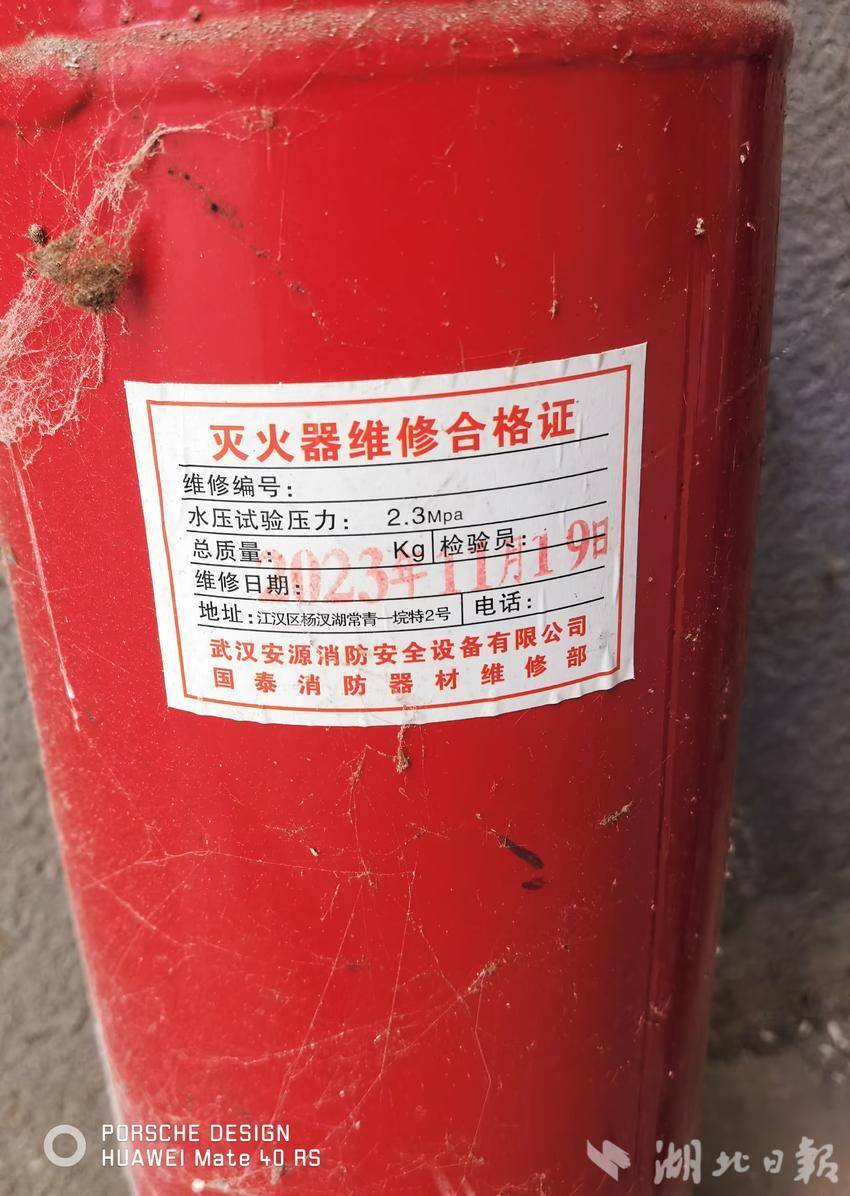 灭火器维修合格证
维修编号：
水压试验压力： 2.3Mpa
总质量： Kg 检验员：
维修日期： 2023年11月19日
地址：江汉区杨汊湖常青一垸特2号 电话：
武汉安源消防安全设备有限公司
国泰消防器材维修部
PORSCHE DESIGN
HUAWEI Mate 40 RS
湖北日报